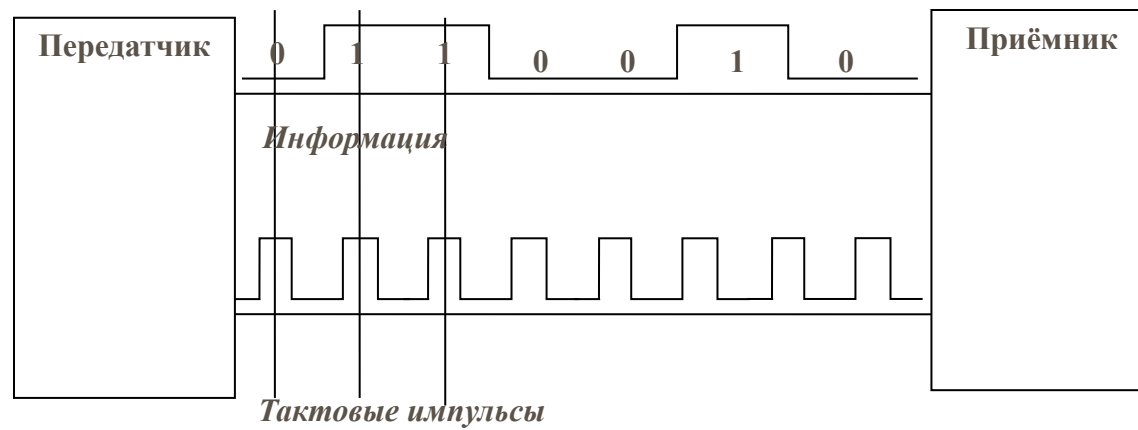 Передатчик
Приёмник
0 1 1 0 0 1 0
Информация
Тактовые импульсы